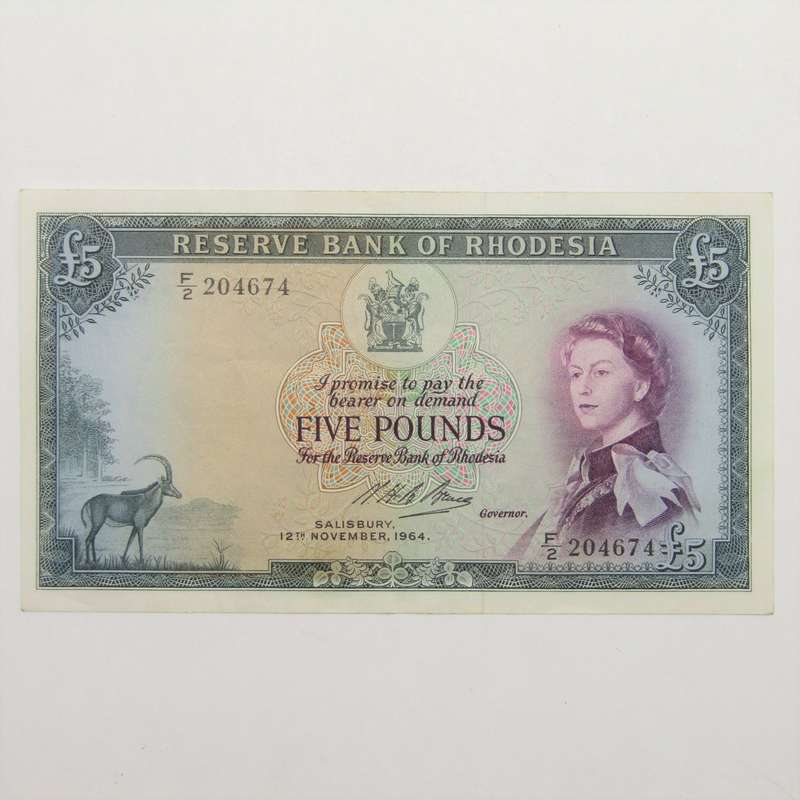 £5 RESERVE BANK OF RHODESIA £5
F/2 204674
I promise to pay the
bearer on demand
FIVE POUNDS
For the Reserve Bank of Rhodesia
Governor.
SALISBURY,
12TH NOVEMBER, 1964.
F/2 204674 £5